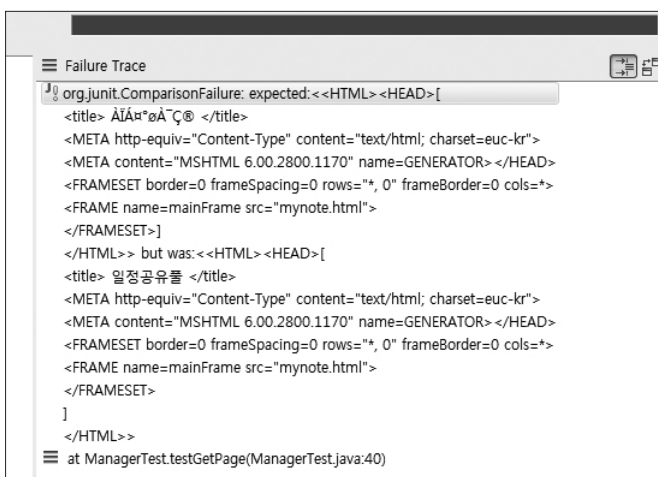 Failure Trace
org.junit.ComparisonFailure: expected:<<HTML><HEAD>[
<title> ÀÏÁ¤°øÀ¯Ç® </title>
<META http-equiv="Content-Type" content="text/html; charset=euc-kr">
<META content="MSHTML 6.00.2800.1170" name=GENERATOR></HEAD>
<FRAMESET border=0 frameSpacing=0 rows="*, 0" frameBorder=0 cols=*>
<FRAME name=mainFrame src="mynote.html">
</FRAMESET>]
</HTML>> but was:<<HTML><HEAD>[
<title> 일정공유풀 </title>
<META http-equiv="Content-Type" content="text/html; charset=euc-kr">
<META content="MSHTML 6.00.2800.1170" name=GENERATOR></HEAD>
<FRAMESET border=0 frameSpacing=0 rows="*, 0" frameBorder=0 cols=*>
<FRAME name=mainFrame src="mynote.html">
</FRAMESET>
]
</HTML>>
at ManagerTest.testGetPage(ManagerTest.java:40)